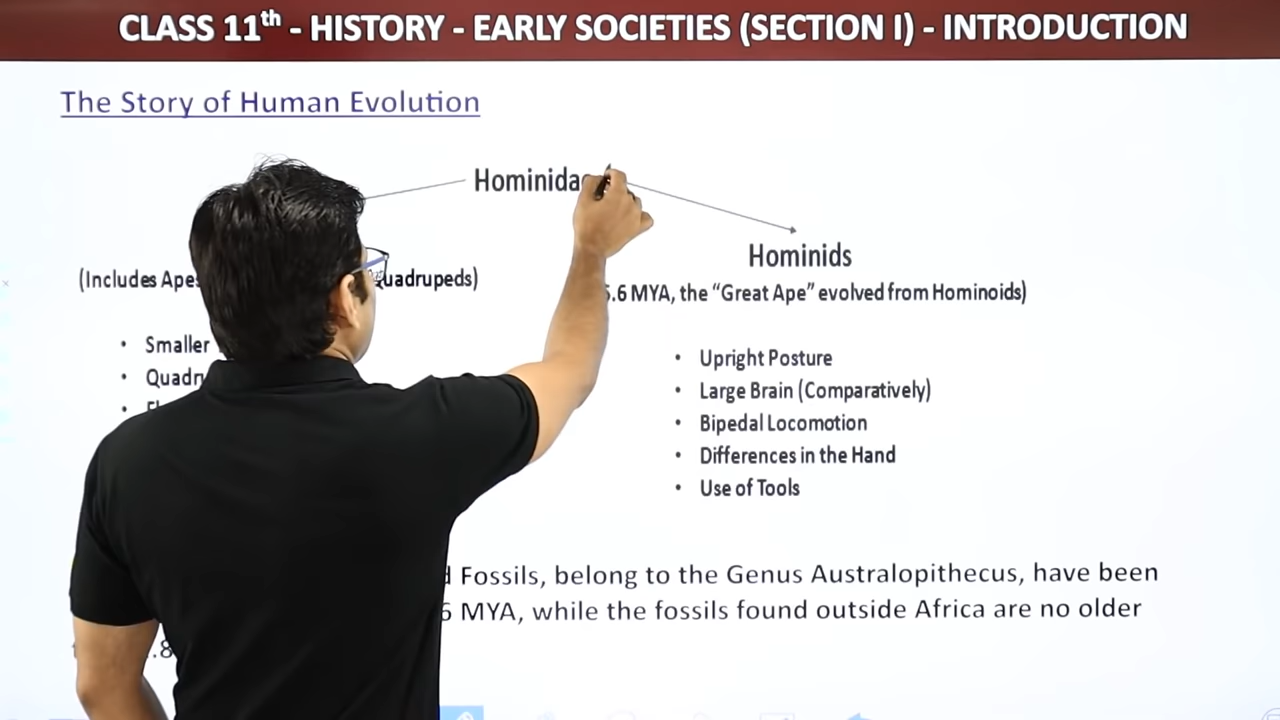 CLASS 11th - HISTORY - EARLY SOCIETIES (SECTION I) - INTRODUCTION
The Story of Human Evolution
Hominidae
Hominids
(Includes Apes Quadrupeds)
5.6 MYA, the “Great Ape” evolved from Hominoids)
• Smaller
•
•
• Upright Posture
• Large Brain (Comparatively)
• Bipedal Locomotion
• Differences in the Hand
• Use of Tools
Fossils, belong to the Genus Australopithecus, have been
MYA, while the fossils found outside Africa are no older